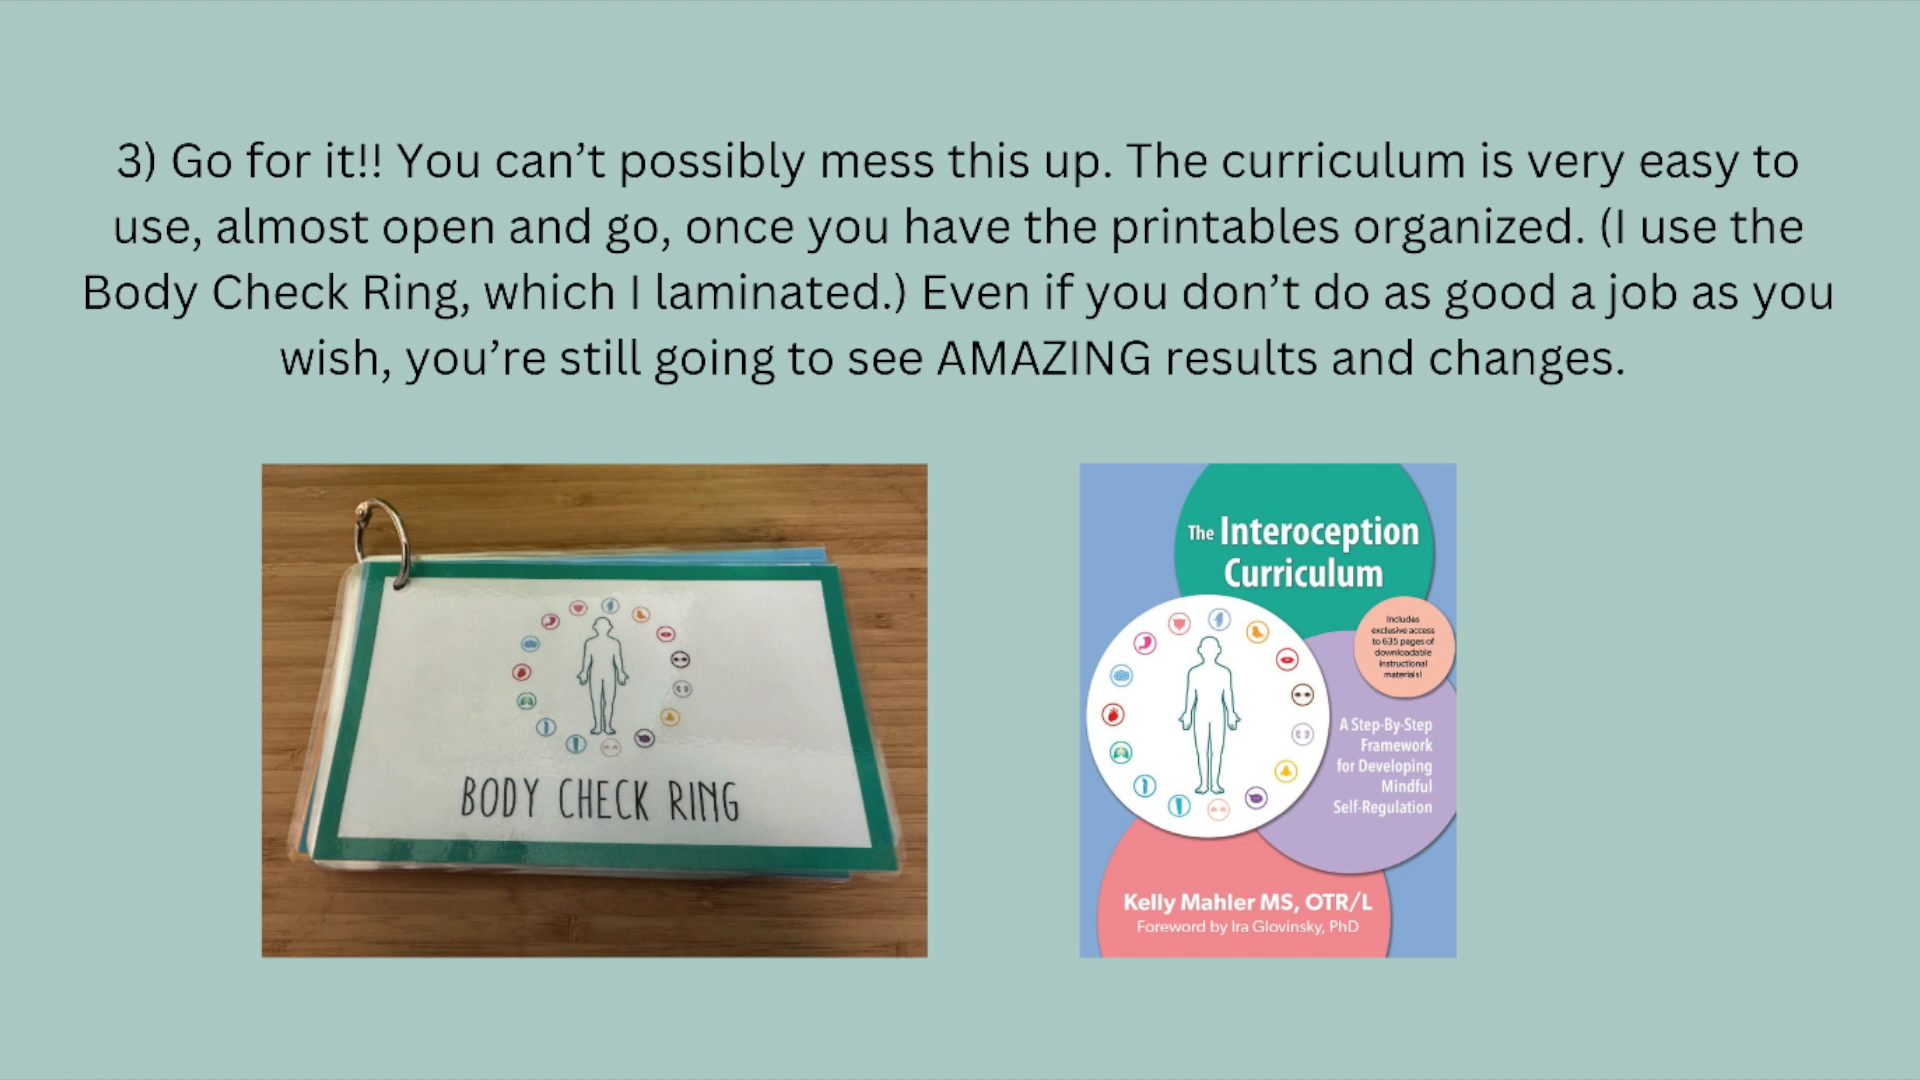 3) Go for it!! You can’t possibly mess this up. The curriculum is very easy to
use, almost open and go, once you have the printables organized. (I use the
Body Check Ring, which I laminated.) Even if you don’t do as good a job as you
wish, you’re still going to see AMAZING results and changes.
BODY CHECK RING
The Interoception
Curriculum
Includes
exclusive access
to 635 pages of
downloadable
instructional
materials!
A Step-By-Step
Framework
for Developing
Mindful
Self-Regulation
Kelly Mahler MS, OTR/L
Foreword by Ira Glovinsky, PhD